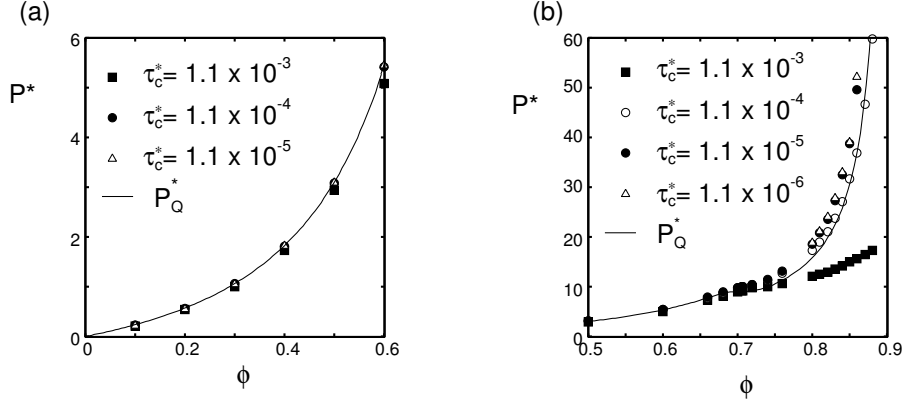 (a)
6
4
2
0
P*
τc*= 1.1 x 10-3
τc*= 1.1 x 10-4
τc*= 1.1 x 10-5
PQ*
0 0.2 0.4 0.6
ϕ
(b)
60
50
40
30
20
10
0
P*
τc*= 1.1 x 10-3
τc*= 1.1 x 10-4
τc*= 1.1 x 10-5
τc*= 1.1 x 10-6
PQ*
0.5 0.6 0.7 0.8 0.9
ϕ